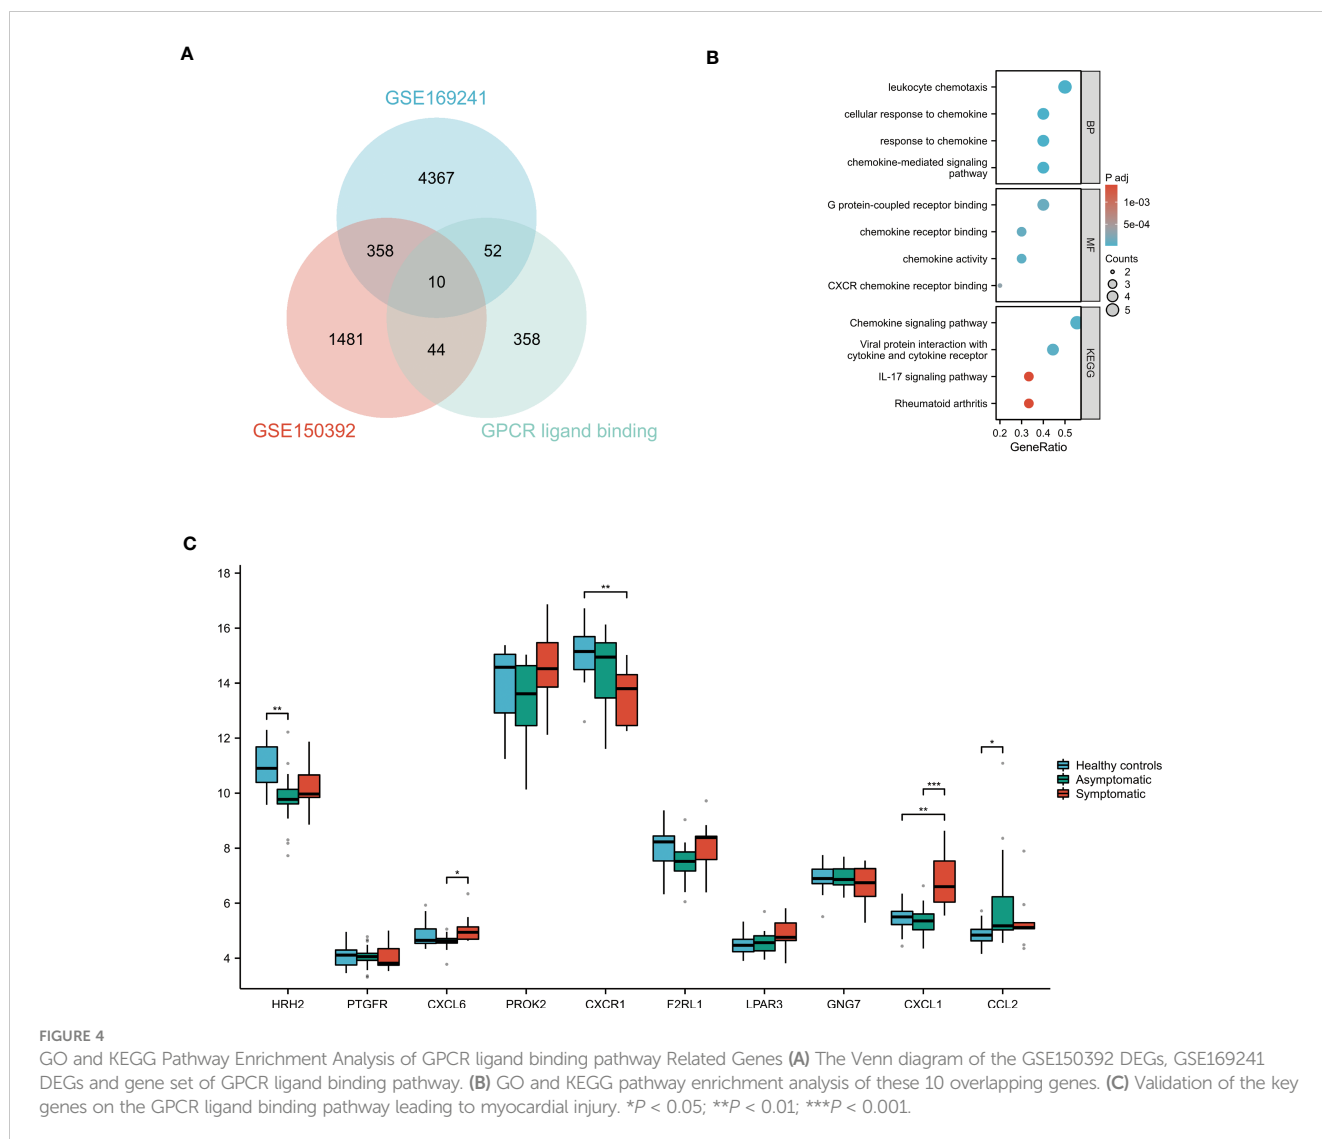 A
GSE169241
4367
358
52
10
1481
44
358
GSE150392
GPCR ligand binding
B
leukocyte chemotaxis
cellular response to chemokine
response to chemokine
chemokine-mediated signaling
pathway
BP
G protein-coupled receptor binding
chemokine receptor binding
chemokine activity
CXCR chemokine receptor binding
MF
Chemokine signaling pathway
Viral protein interaction with
cytokine and cytokine receptor
IL-17 signaling pathway
Rheumatoid arthritis
KEGG
0.2 0.3 0.4 0.5
GeneRatio
P adj
1e-03
5e-04
Counts
2
3
4
5
C
18
16
14
12
10
8
6
4
**
*
**
***
**
*
HRH2 PTGFR CXCL6 PROK2 CXCR1 F2RL1 LPAR3 GNG7 CXCL1 CCL2
Healthy controls
Asymptomatic
Symptomatic
FIGURE 4
GO and KEGG Pathway Enrichment Analysis of GPCR ligand binding pathway Related Genes (A) The Venn diagram of the GSE150392 DEGs, GSE169241
DEGs and gene set of GPCR ligand binding pathway. (B) GO and KEGG pathway enrichment analysis of these 10 overlapping genes. (C) Validation of the key
genes on the GPCR ligand binding pathway leading to myocardial injury. *P < 0.05; **P < 0.01; ***P < 0.001.